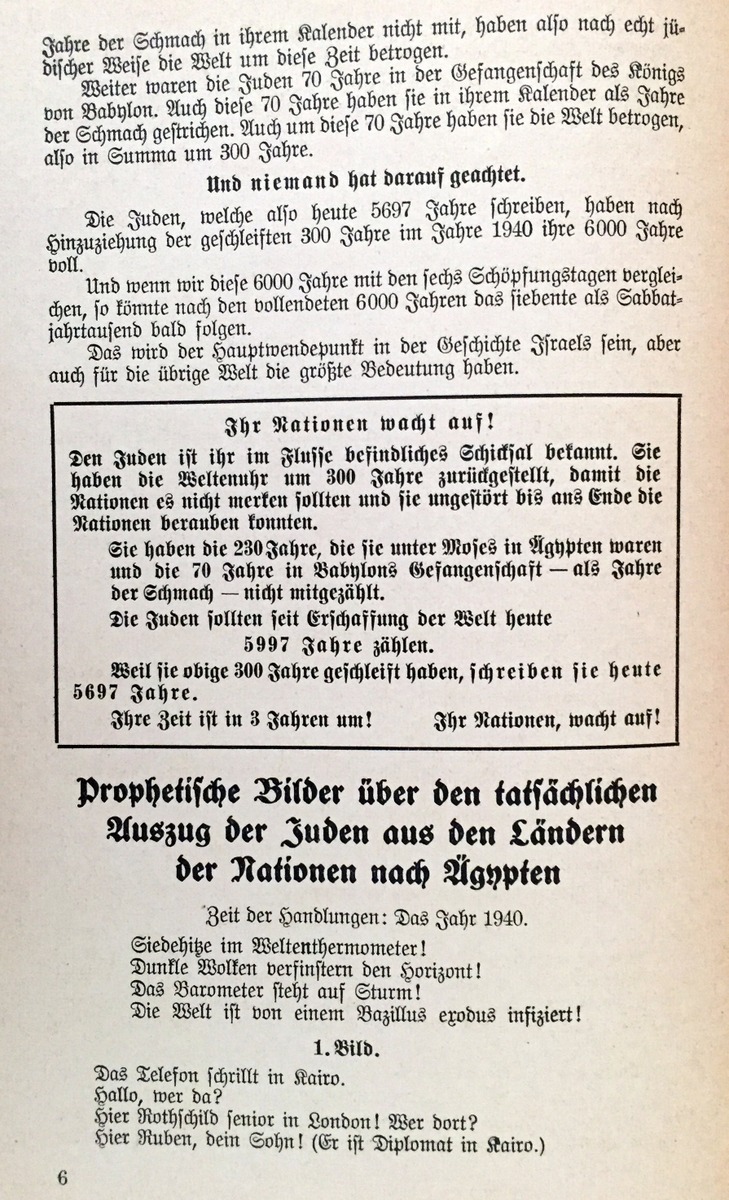 Jahre der Schmach in ihrem Kalender nicht mit, haben also nach echt jü-
discher Weise die Welt um diese Zeit betrogen.
Weiter waren die Juden 70 Jahre in der Gefangenschaft des Königs
von Babylon. Auch diese 70 Jahre haben sie in ihrem Kalender als Jahre
der Schmach gestrichen. Auch um diese 70 Jahre haben sie die Welt betrogen,
also in Summa um 300 Jahre.
Und niemand hat darauf geachtet.
Die Juden, welche also heute 5697 Jahre schreiben, haben nach
Hinzuziehung der geschleiften 300 Jahre im Jahre 1940 ihre 6000 Jahre
voll.
Und wenn wir diese 6000 Jahre mit den sechs Schöpfungstagen verglei-
chen, so könnte nach den vollendeten 6000 Jahren das siebente als Sabbat-
jahrtausend bald folgen.
Das wird der Hauptwendepunkt in der Geschichte Israels sein, aber
auch für die übrige Welt die größte Bedeutung haben.
Ihr Nationen wacht auf!
Den Juden ist ihr im Flusse befindliches Schicksal bekannt. Sie
haben die Weltenuhr um 300 Jahre zurückgestellt, damit die
Nationen es nicht merken sollten und sie ungestört bis ans Ende die
Nationen berauben konnten.
Sie haben die 230 Jahre, die sie unter Moses in Ägypten waren
und die 70 Jahre in Babylons Gefangenschaft — als Jahre
der Schmach — nicht mitgezählt.
Die Juden sollten seit Erschaffung der Welt heute
5997 Jahre zählen.
Weil sie obige 300 Jahre geschleift haben, schreiben sie heute
5697 Jahre.
Ihre Zeit ist in 3 Jahren um! Ihr Nationen, wacht auf!
Prophetische Bilder über den tatsächlichen
Auszug der Juden aus den Ländern
der Nationen nach Ägypten
Zeit der Handlungen: Das Jahr 1940.
Siedehitze im Weltenthermometer!
Dunkle Wolken verfinstern den Horizont!
Das Barometer steht auf Sturm!
Die Welt ist von einem Bazillus exodus infiziert!
1. Bild.
Das Telefon schrillt in Kairo.
Hallo, wer da?
Hier Rothschild senior in London! Wer dort?
Hier Ruben, dein Sohn! (Er ist Diplomat in Kairo.)
6